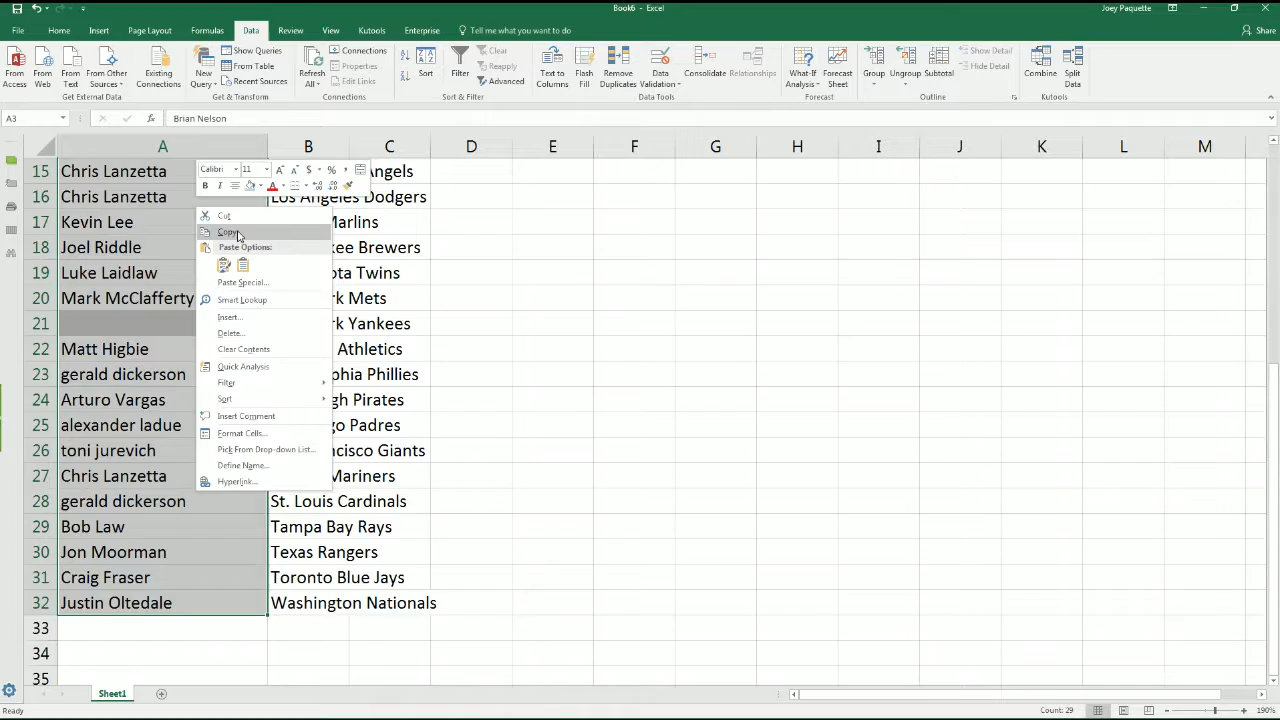 Book6 - Excel
Joey Paquette
File Home Insert Page Layout Formulas Data Review View Kutools Enterprise Tell me what you want to do Share
From Access
From Web
From Text
From Other Sources
Existing Connections
Get External Data
New Query
Show Queries
From Table
Recent Sources
Get & Transform
Refresh All
Connections
Properties
Edit Links
Connections
Sort
Filter
Clear
Reapply
Advanced
Sort & Filter
Text to Columns
Flash Fill
Remove Duplicates
Data Validation
Consolidate
Relationships
Data Tools
What-If Analysis
Forecast Sheet
Forecast
Group
Ungroup
Subtotal
Show Detail
Hide Detail
Outline
Combine
Split Data
Kutools
A3 fx Brian Nelson
A B C D E F G H I J K L M
15 Chris Lanzetta Angels
16 Chris Lanzetta Los Angeles Dodgers
17 Kevin Lee Marlins
18 Joel Riddle kee Brewers
19 Luke Laidlaw ota Twins
20 Mark McClafferty rk Mets
21 rk Yankees
22 Matt Higbie Athletics
23 gerald dickerson phia Phillies
24 Arturo Vargas gh Pirates
25 alexander ladue go Padres
26 toni jurevich ncisco Giants
27 Chris Lanzetta Mariners
28 gerald dickerson St. Louis Cardinals
29 Bob Law Tampa Bay Rays
30 Jon Moorman Texas Rangers
31 Craig Fraser Toronto Blue Jays
32 Justin Oltedale Washington Nationals
33
34
35
Calibri 11 $ % ,
B I A
Cut
Copy
Paste Options:
Paste Special...
Smart Lookup
Insert...
Delete...
Clear Contents
Quick Analysis
Filter
Sort
Insert Comment
Format Cells...
Pick From Drop-down List...
Define Name...
Hyperlink...
Sheet1
Ready Count: 29 190%